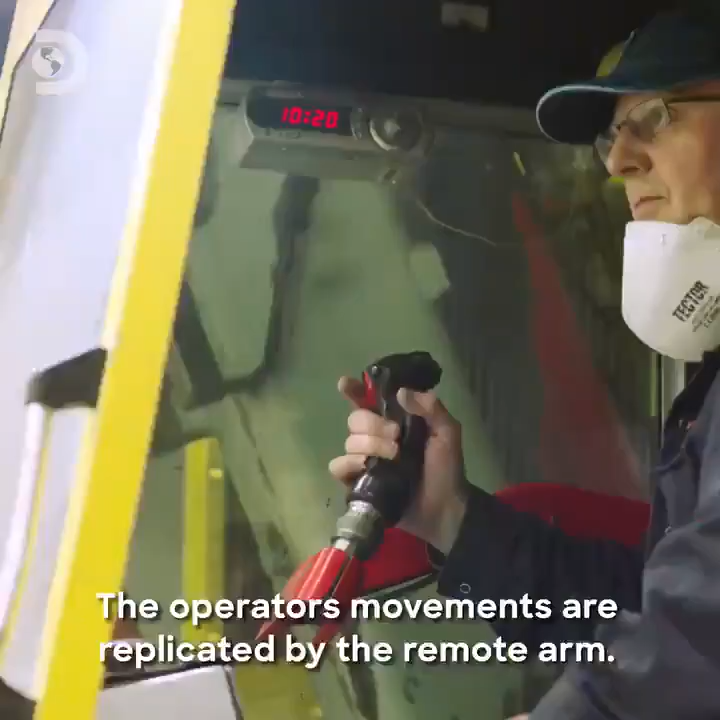 10:20
TECTOR
The operators movements are
replicated by the remote arm.